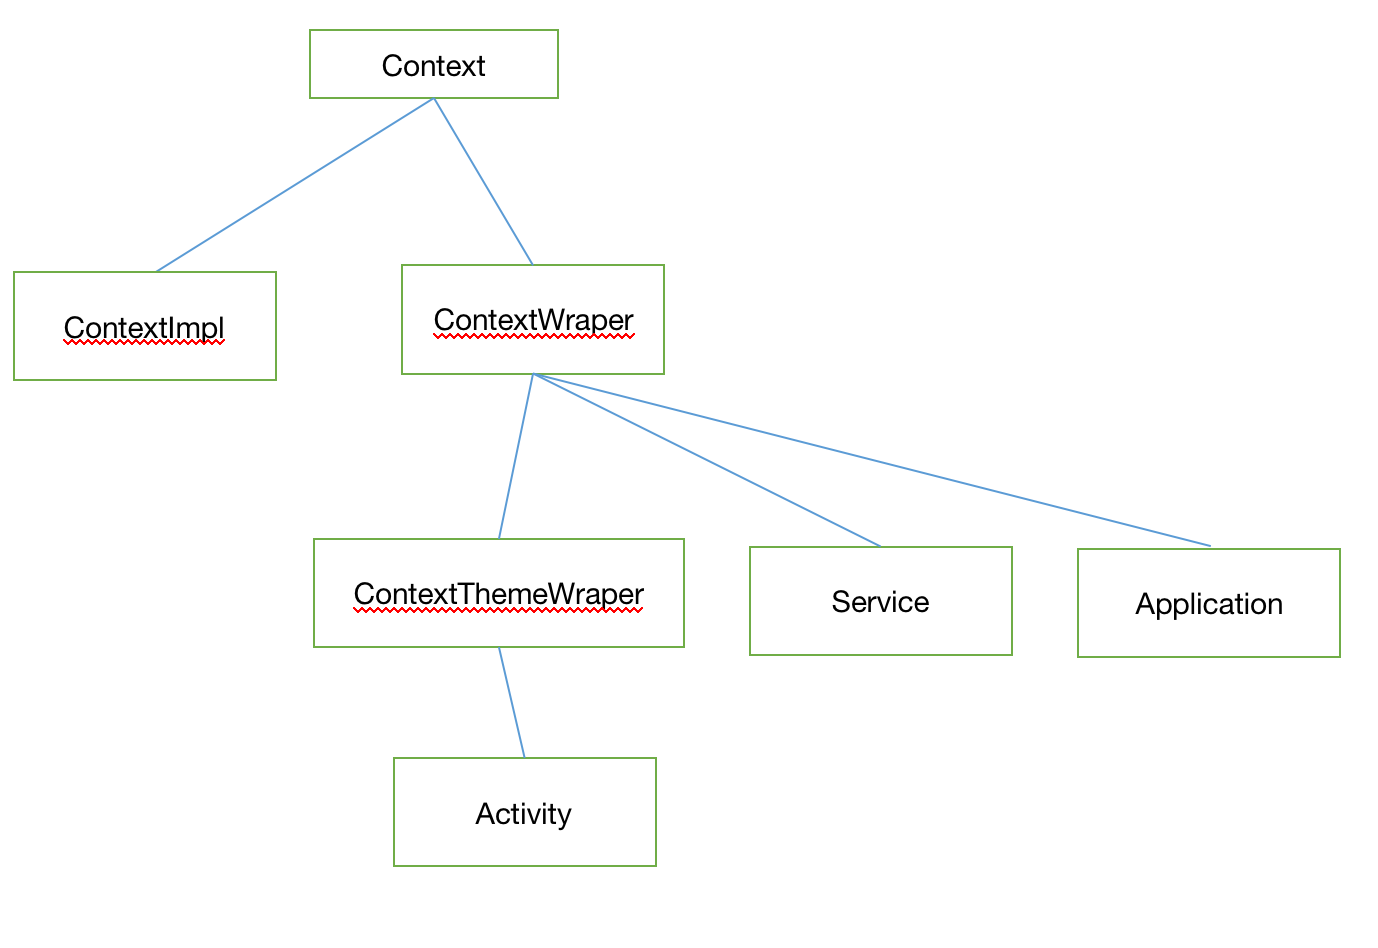 Context
ContextImpl
ContextWraper
ContextThemeWraper
Service
Application
Activity